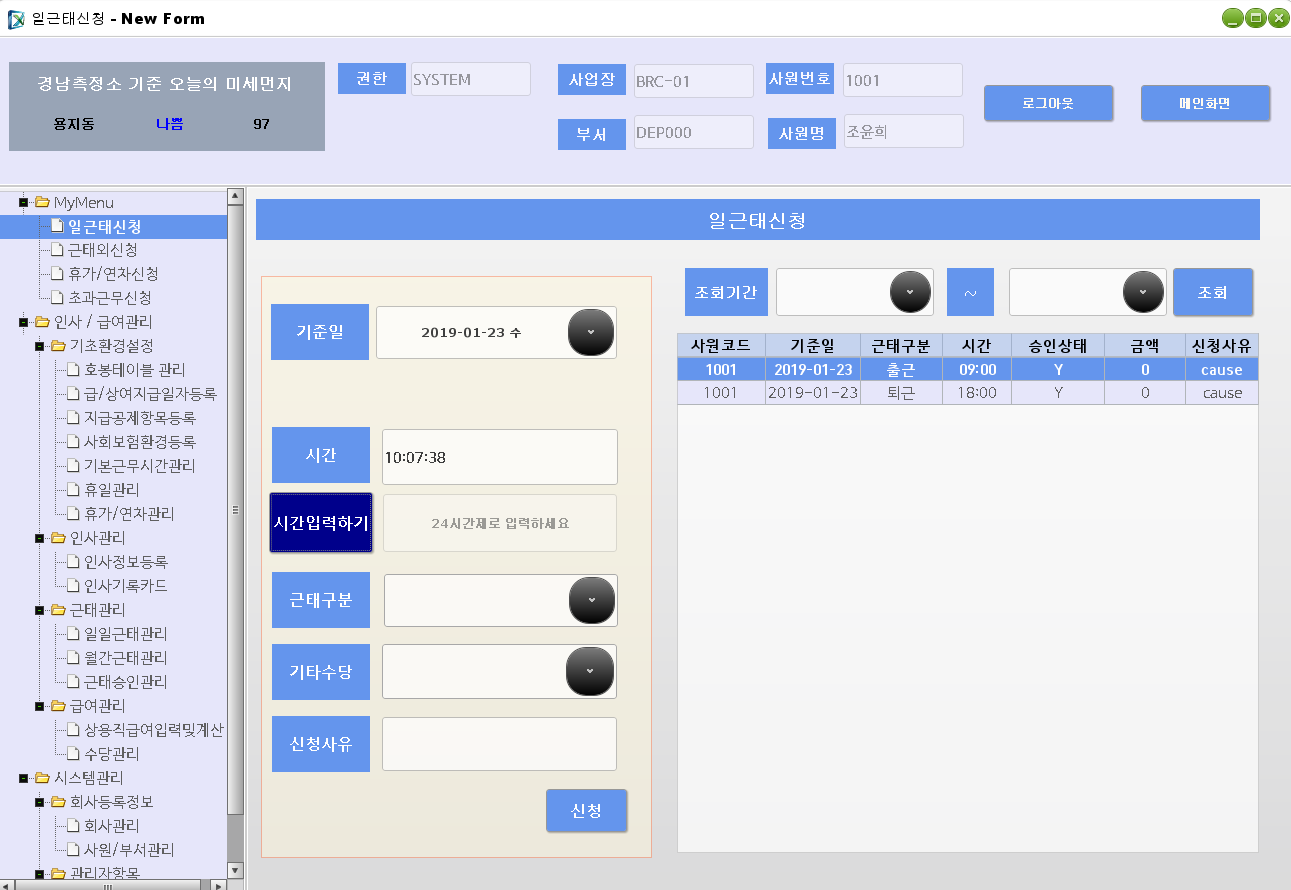 일근태신청 - New Form
경남측정소 기준 오늘의 미세먼지
용지동 나쁨 97
권한 SYSTEM
사업장 BRC-01
사원번호 1001
부서 DEP000
사원명 조윤희
로그아웃
메인화면
MyMenu
일근태신청
근태외신청
휴가/연차신청
초과근무신청
인사 / 급여관리
기초환경설정
호봉테이블 관리
급/상여지급일자등록
지급공제항목등록
사회보험환경등록
기본근무시간관리
휴일관리
휴가/연차관리
인사관리
인사정보등록
인사기록카드
근태관리
일일근태관리
월간근태관리
근태승인관리
급여관리
상용직급여입력및계산
수당관리
시스템관리
회사등록정보
회사관리
사원/부서관리
관리자항목
일근태신청
기준일 2019-01-23 수
시간 10:07:38
시간입력하기 24시간제로 입력하세요
근태구분
기타수당
신청사유
신청
조회기간 ~ 조회
사원코드 기준일 근태구분 시간 승인상태 금액 신청사유
1001 2019-01-23 출근 09:00 Y 0 cause
1001 2019-01-23 퇴근 18:00 Y 0 cause